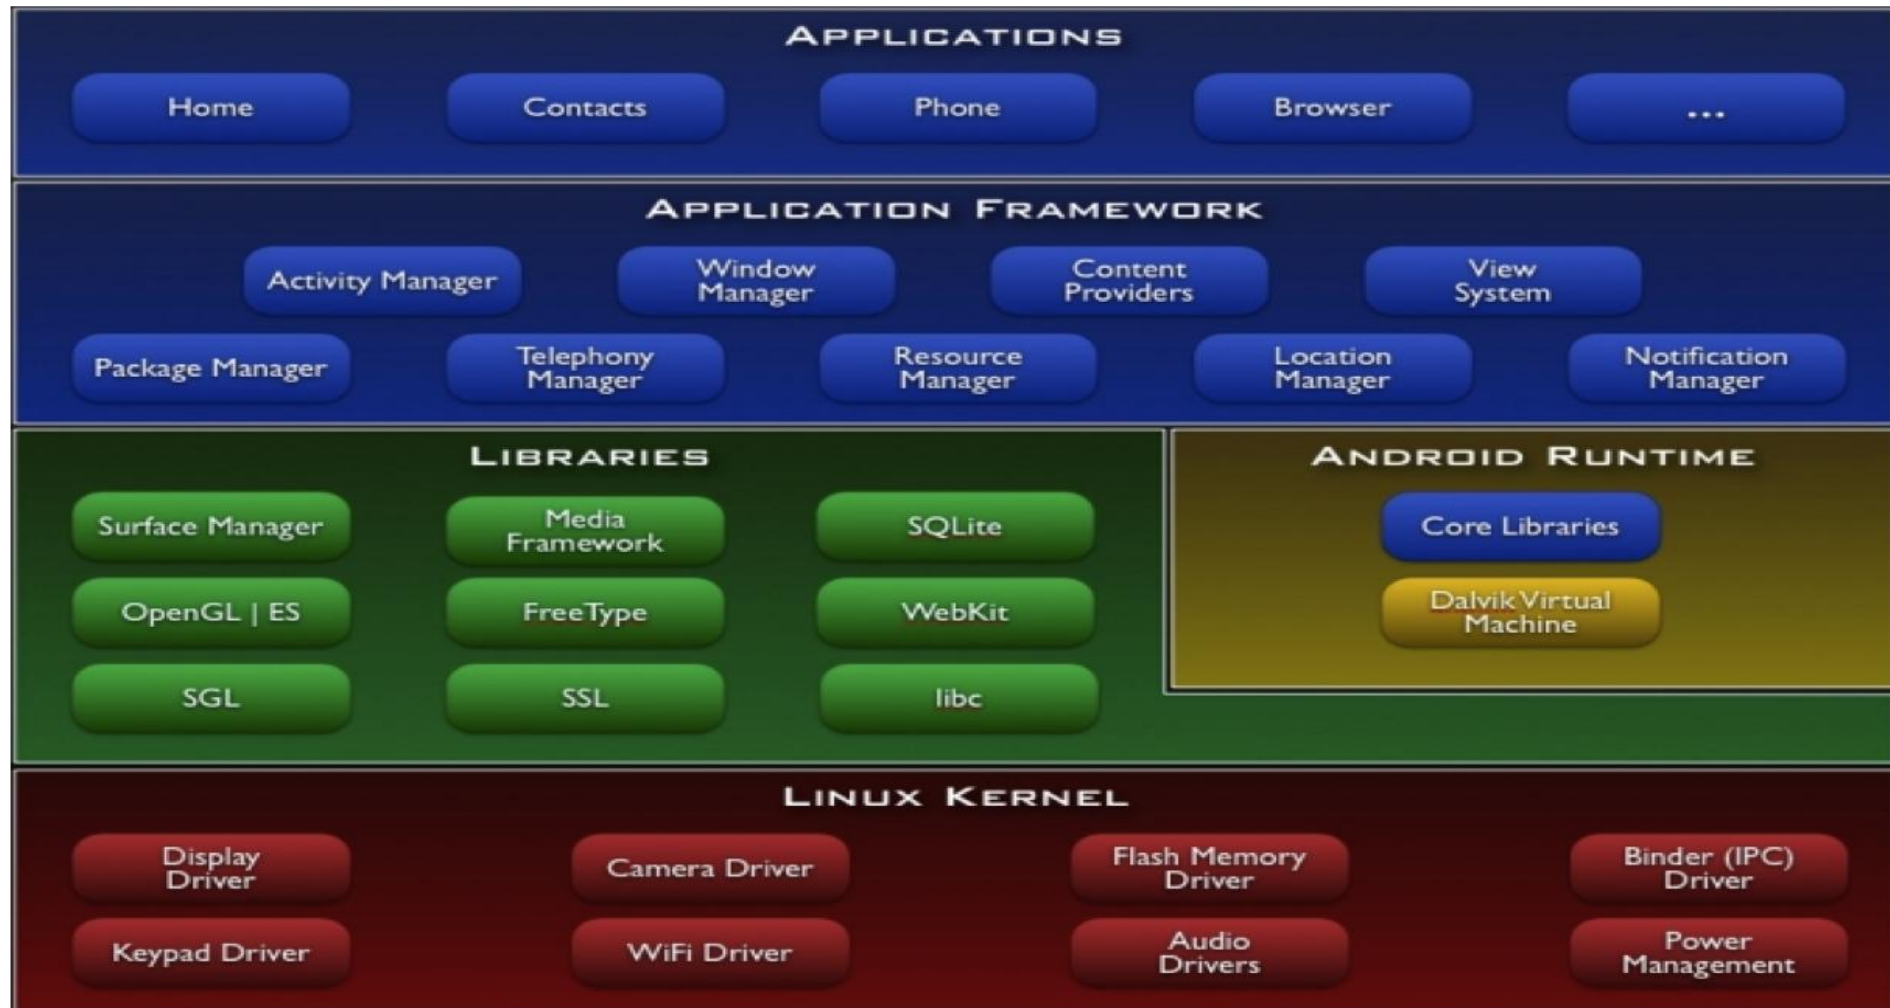 APPLICATIONS
Home
Contacts
Phone
Browser
...
APPLICATION FRAMEWORK
Activity Manager
Window
Manager
Content
Providers
View
System
Package Manager
Telephony
Manager
Resource
Manager
Location
Manager
Notification
Manager
LIBRARIES
Surface Manager
Media
Framework
SQLite
OpenGL | ES
FreeType
WebKit
SGL
SSL
libc
ANDROID RUNTIME
Core Libraries
Dalvik Virtual
Machine
LINUX KERNEL
Display
Driver
Camera Driver
Flash Memory
Driver
Binder (IPC)
Driver
Keypad Driver
WiFi Driver
Audio
Drivers
Power
Management